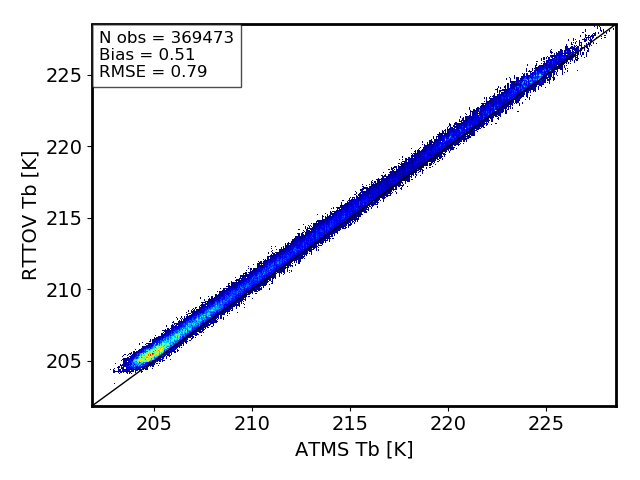 N obs = 369473
Bias = 0.51
RMSE = 0.79
RTTOV Tb [K]
225
220
215
210
205
205 210 215 220 225
ATMS Tb [K]